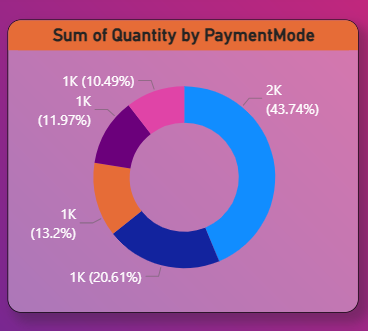 Sum of Quantity by PaymentMode
1K (10.49%)
2K
(43.74%)
1K
(11.97%)
1K
(13.2%)
1K (20.61%)